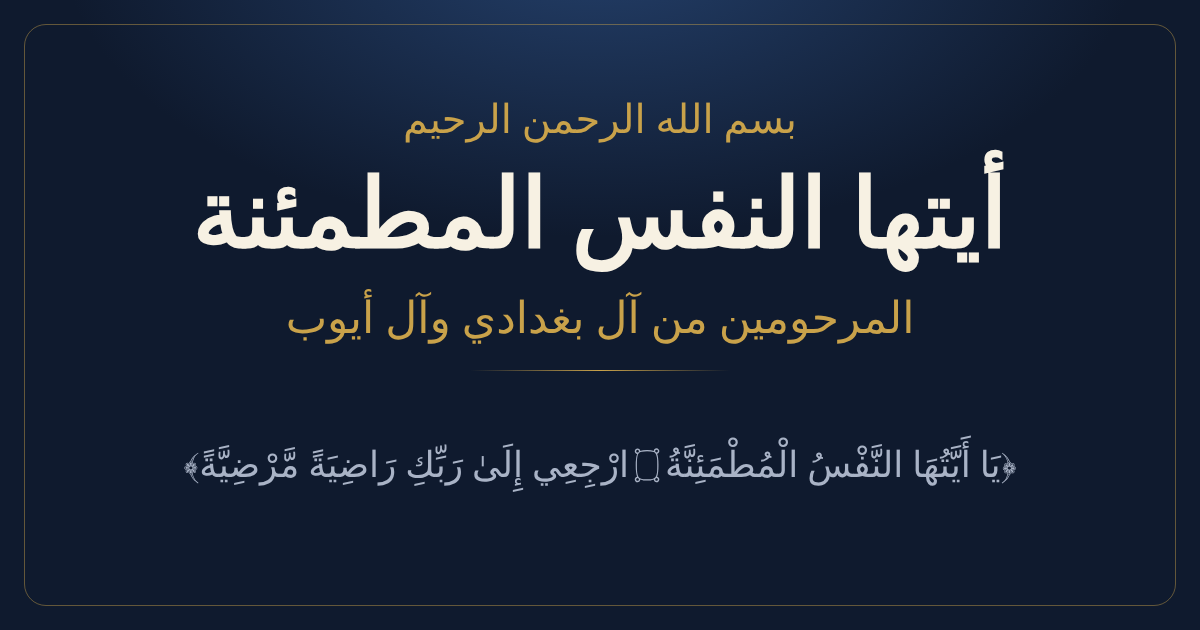 بسم الله الرحمن الرحيم
أيتها النفس المطمئنة
المرحومين من آل بغدادي وآل أيوب
﴿يَا أَيَّتُهَا النَّفْسُ الْمُطْمَئِنَّةُ ۝ ارْجِعِي إِلَىٰ رَبِّكِ رَاضِيَةً مَّرْضِيَّةً﴾